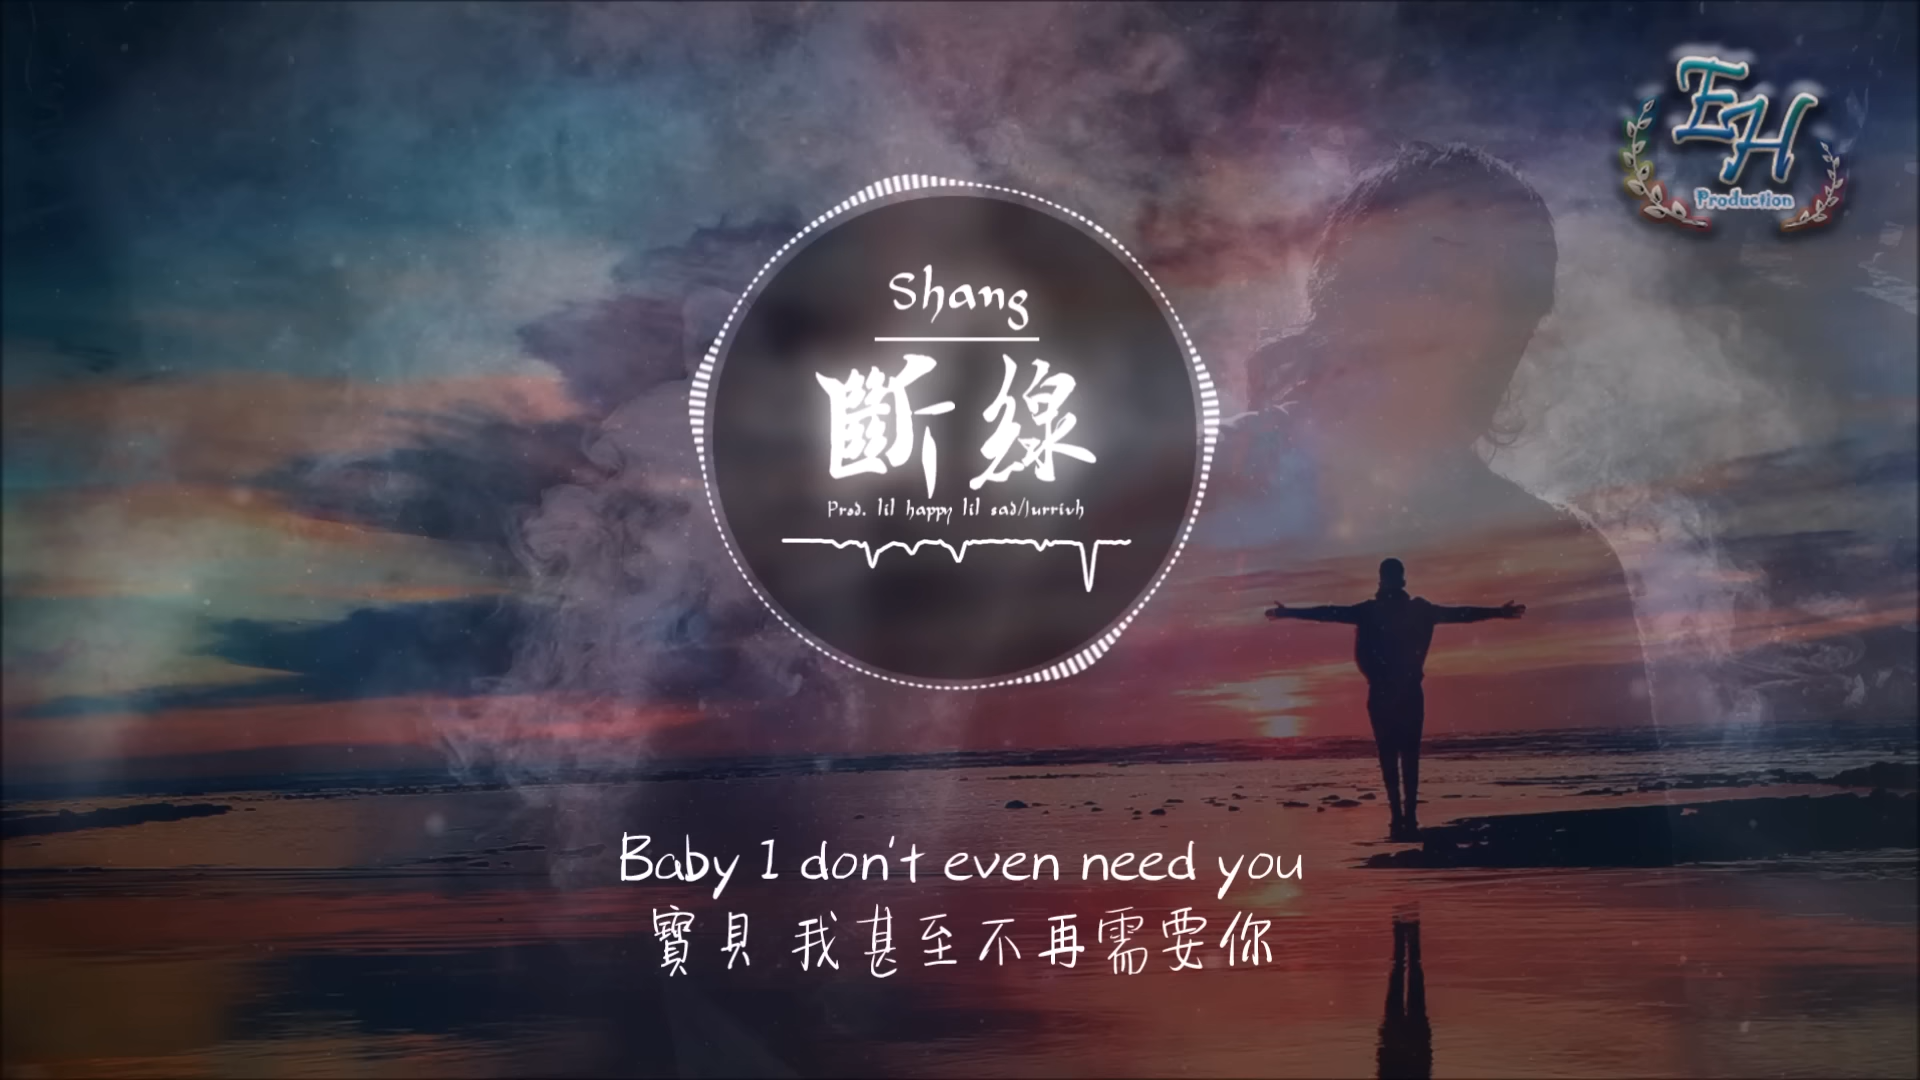 EH
Production
Shang
斷線
Prod. lil happy lil sad/Jurrivh
Baby I don't even need you
寶貝 我甚至不再需要你